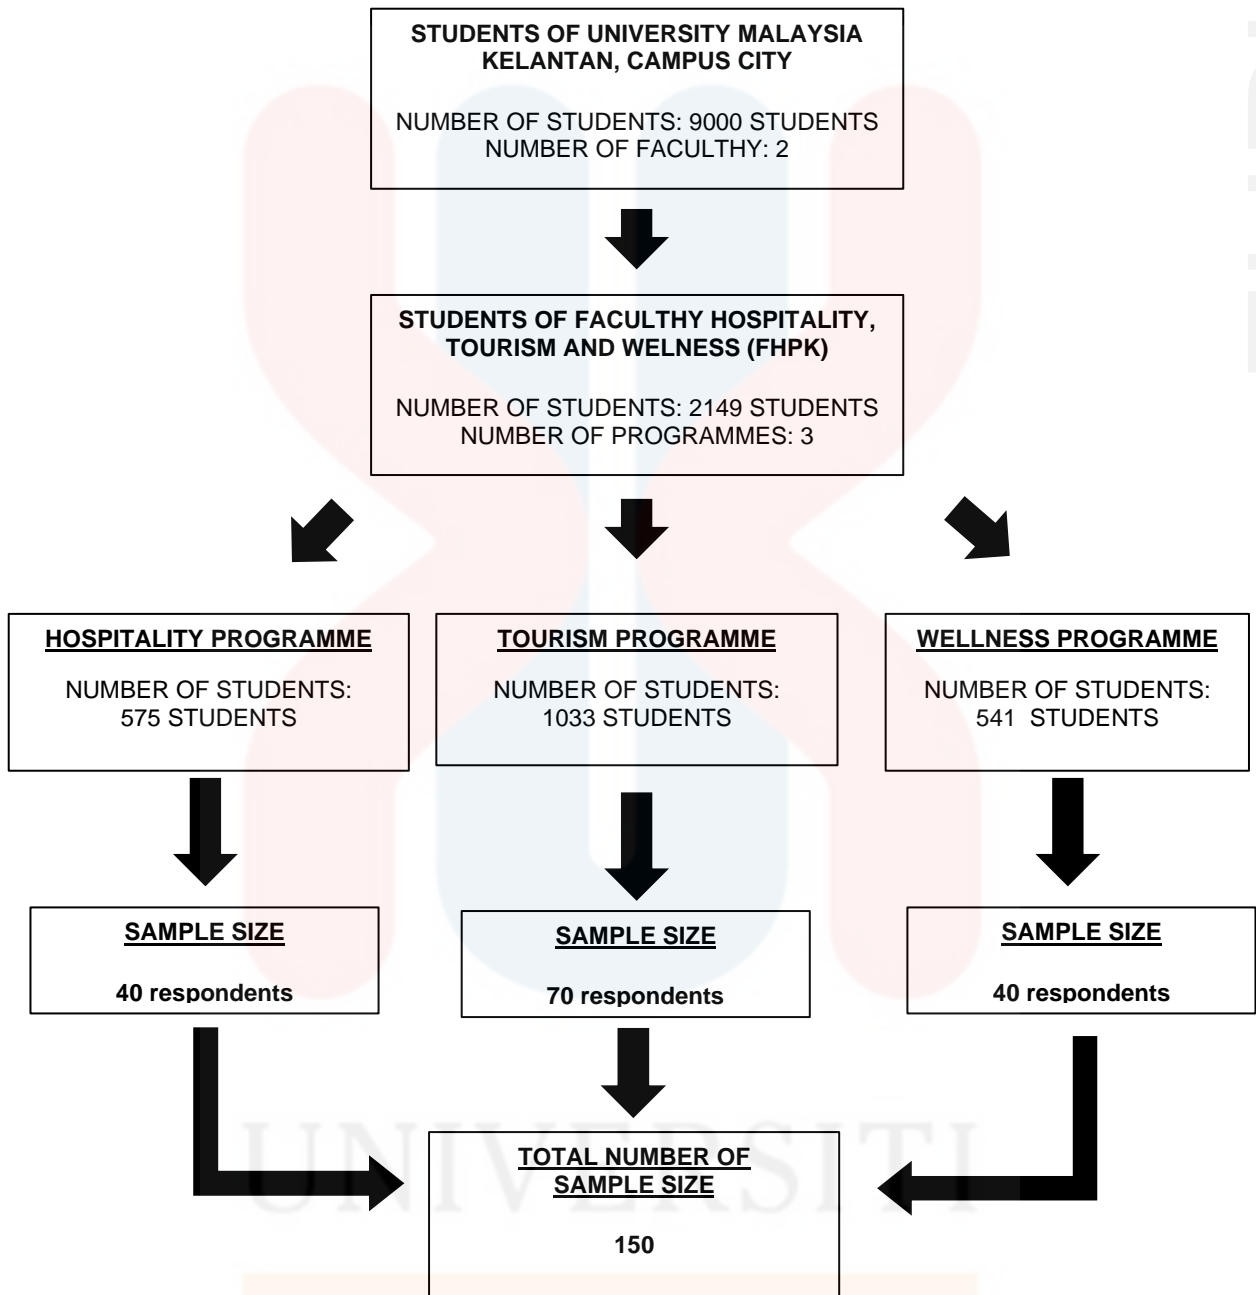 STUDENTS OF UNIVERSITY MALAYSIA
KELANTAN, CAMPUS CITY
NUMBER OF STUDENTS: 9000 STUDENTS
NUMBER OF FACULTHY: 2
STUDENTS OF FACULTHY HOSPITALITY,
TOURISM AND WELNESS (FHPK)
NUMBER OF STUDENTS: 2149 STUDENTS
NUMBER OF PROGRAMMES: 3
HOSPITALITY PROGRAMME
NUMBER OF STUDENTS:
575 STUDENTS
TOURISM PROGRAMME
NUMBER OF STUDENTS:
1033 STUDENTS
WELLNESS PROGRAMME
NUMBER OF STUDENTS:
541 STUDENTS
SAMPLE SIZE
40 respondents
SAMPLE SIZE
70 respondents
SAMPLE SIZE
40 respondents
TOTAL NUMBER OF
SAMPLE SIZE
150
UNIVERSITI